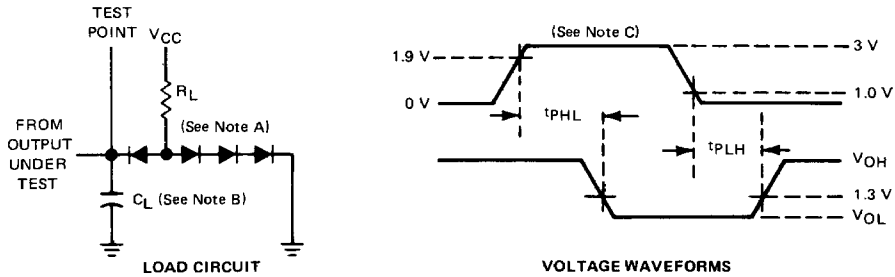 TEST
POINT
VCC
RL
(See Note A)
FROM
OUTPUT
UNDER
TEST
CL (See Note B)
LOAD CIRCUIT
(See Note C)
1.9 V
3 V
1.0 V
0 V
tPHL
tPLH
VOH
1.3 V
VOL
VOLTAGE WAVEFORMS